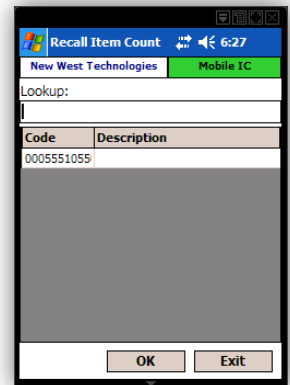 Recall Item Count 6:27
New West Technologies Mobile IC
Lookup:
Code Description
0005551055
OK Exit